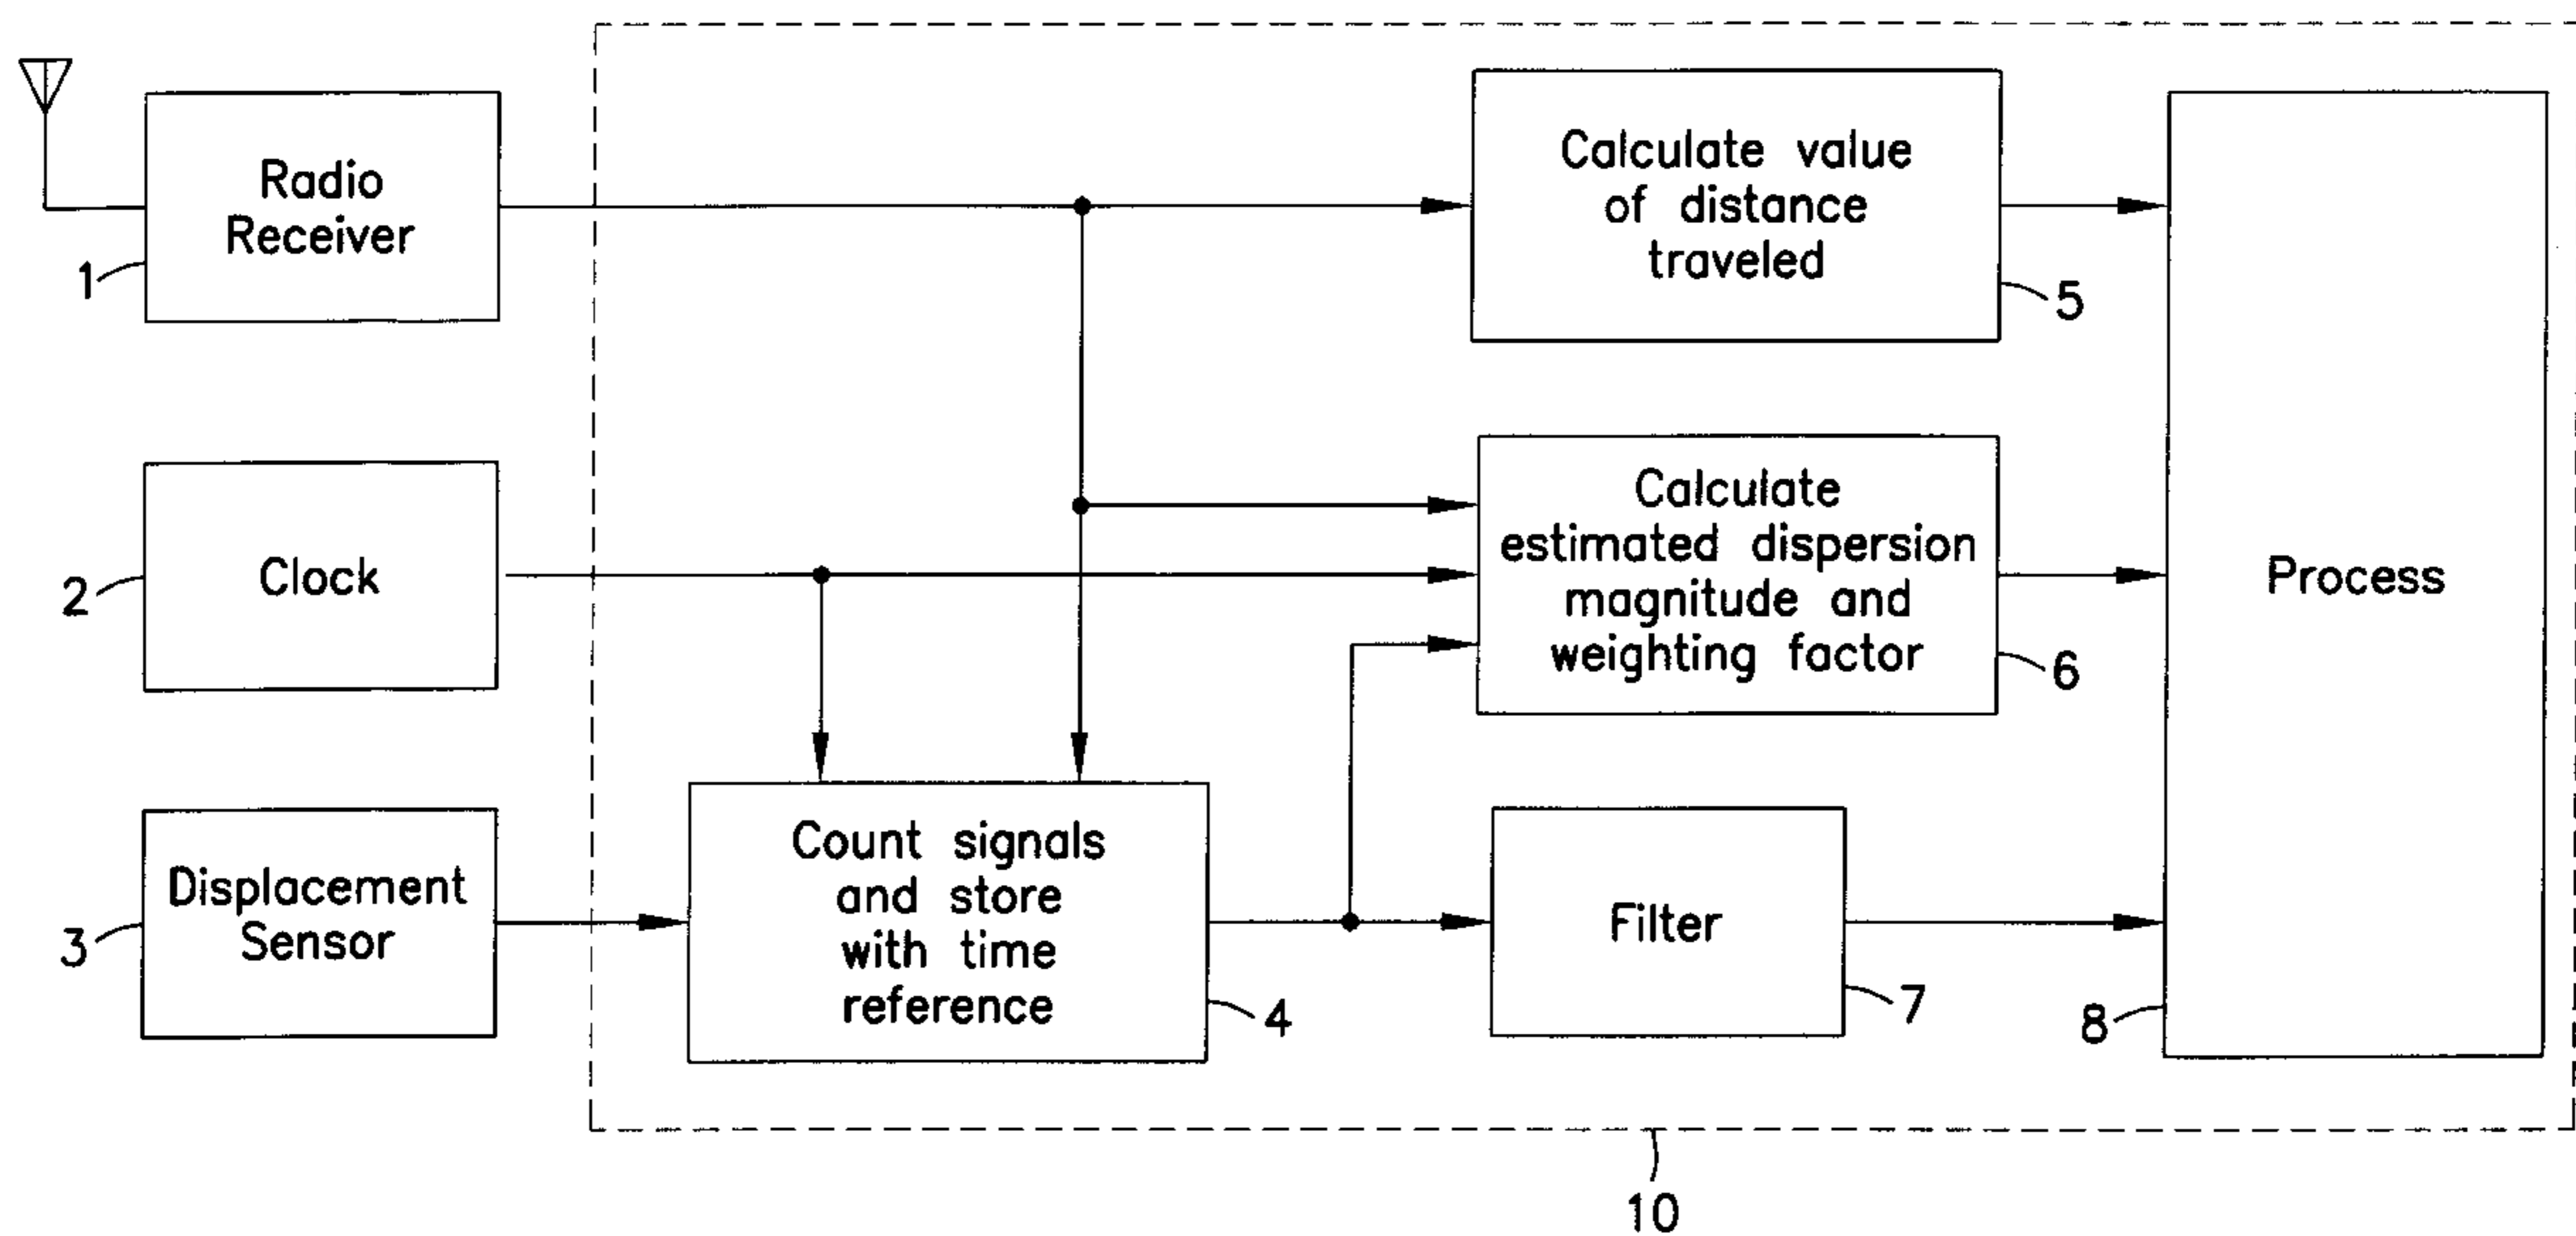 Radio
Receiver
1
Calculate value
of distance
traveled
5
Clock
2
Calculate
estimated dispersion
magnitude and
weighting factor
6
Process
8
Displacement
Sensor
3
Count signals
and store
with time
reference
4
Filter
7
10